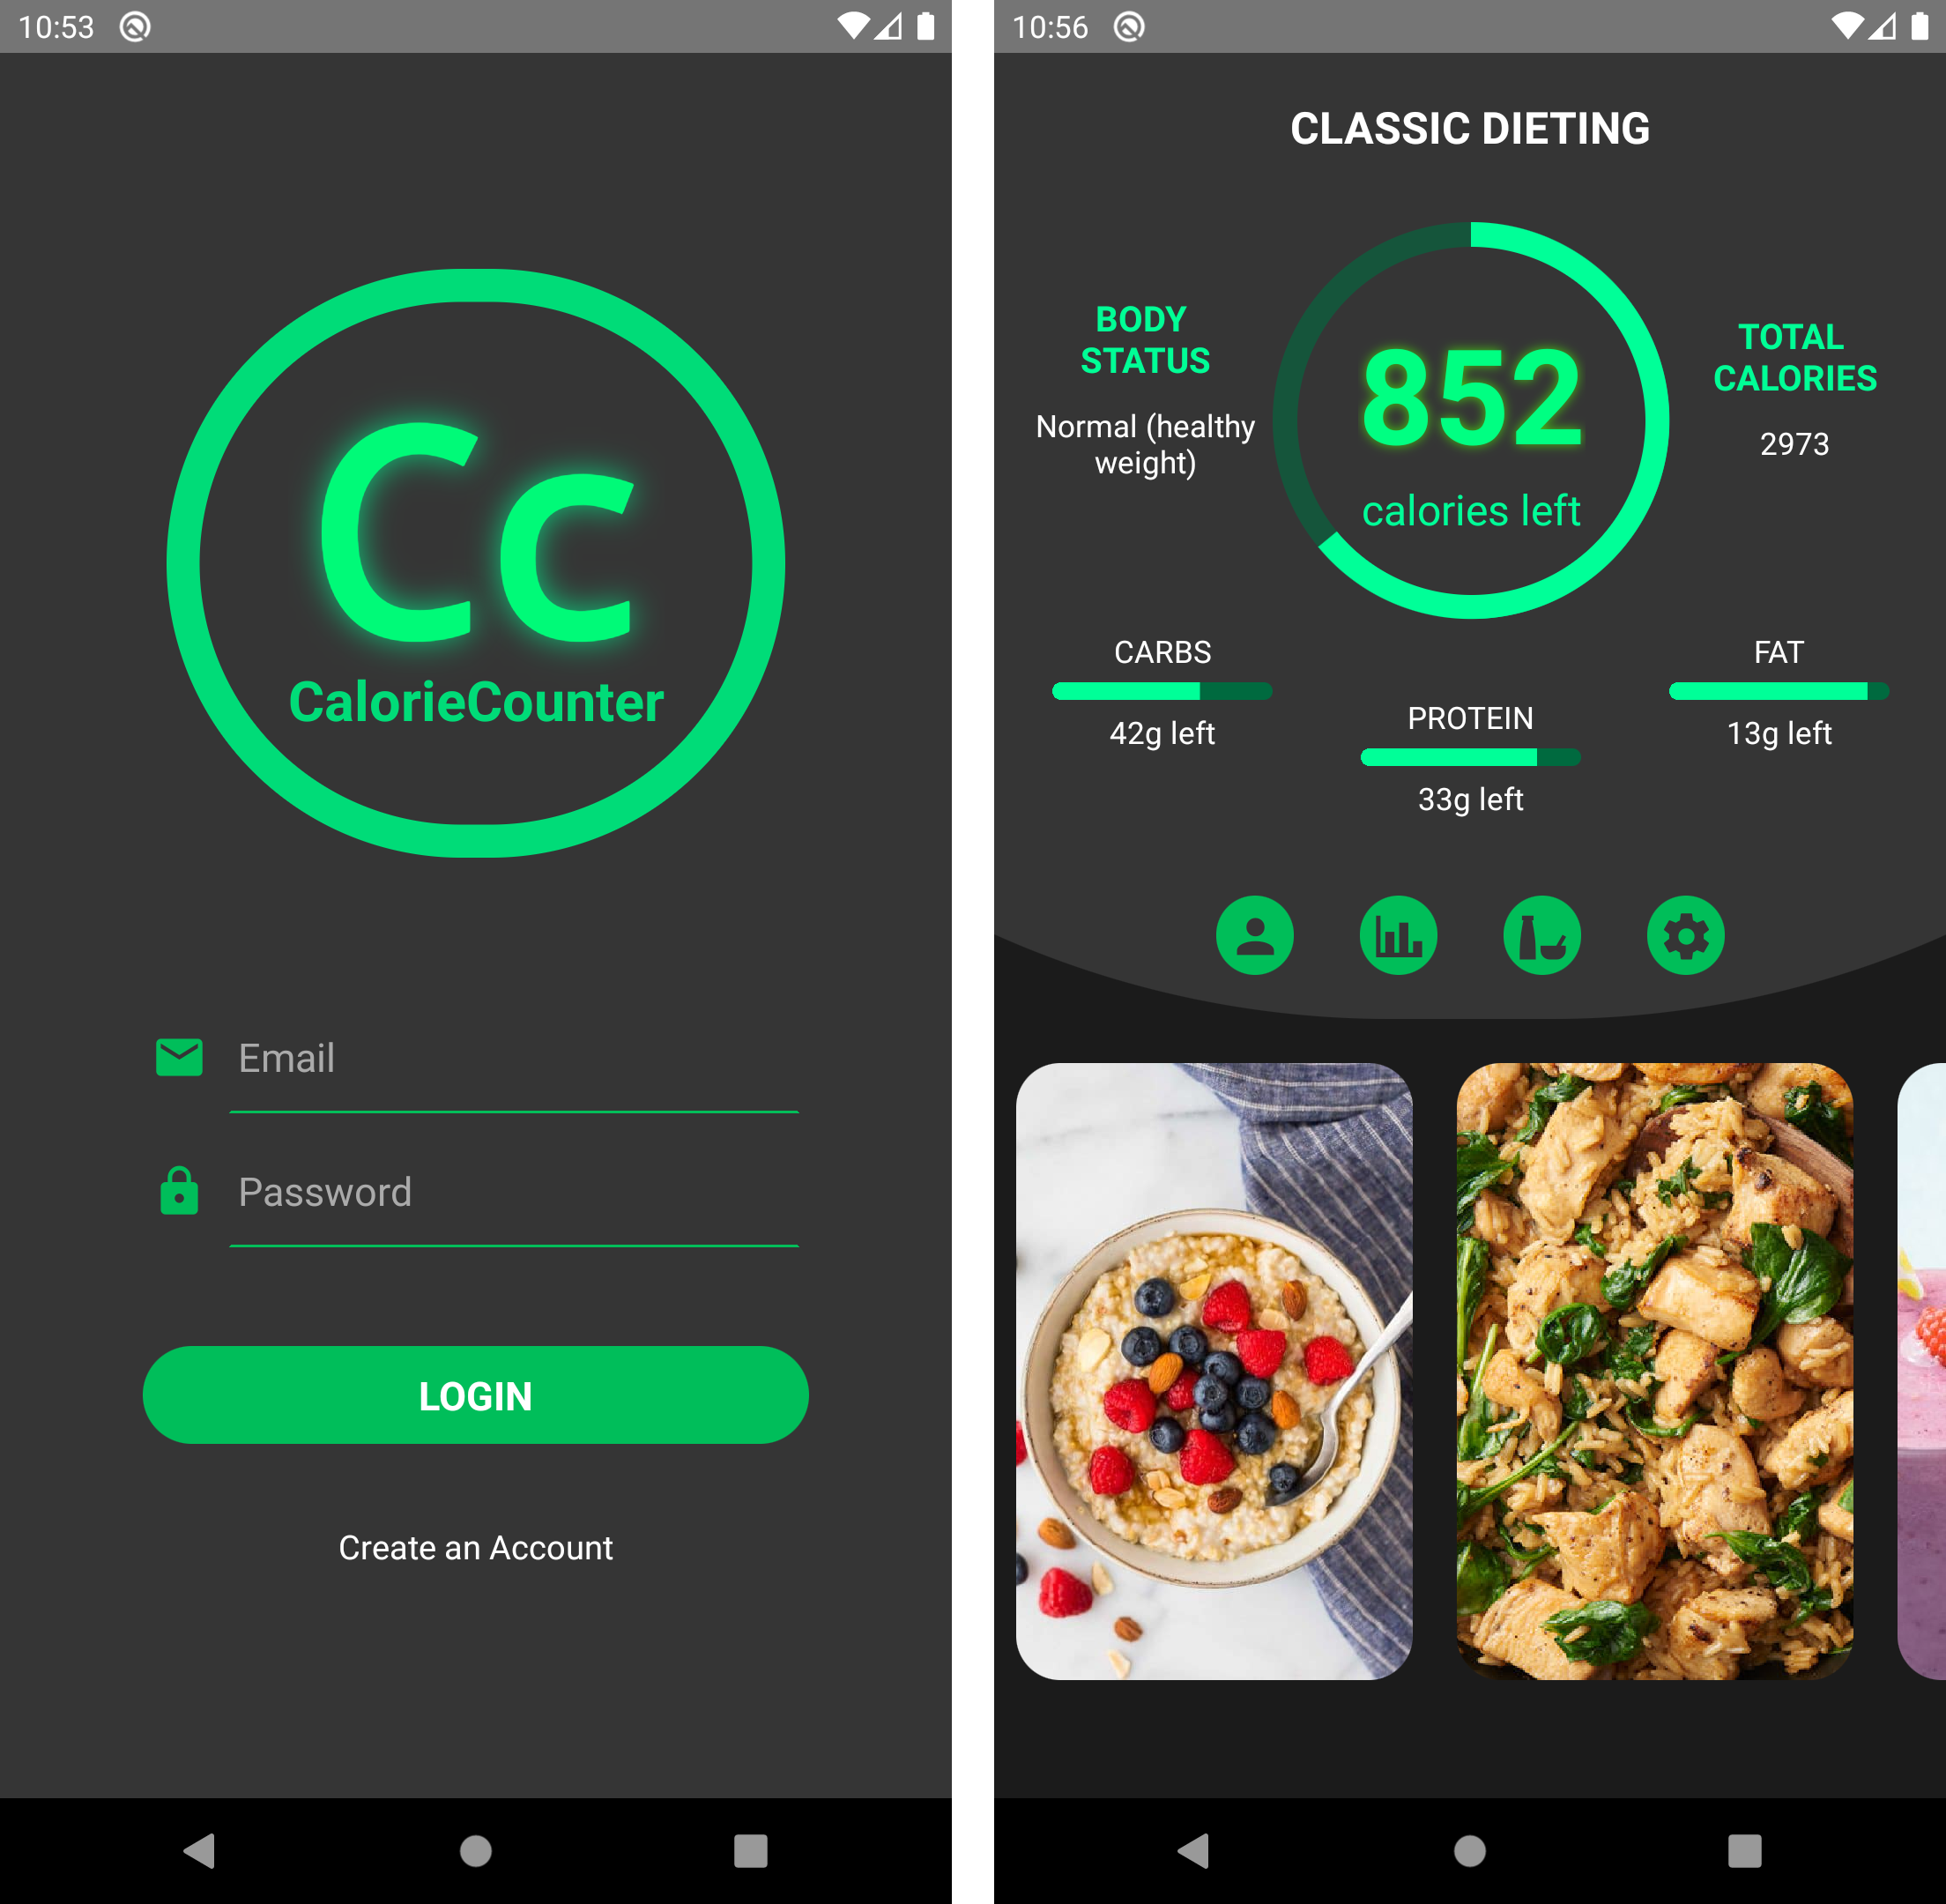 10:53
Cc
CalorieCounter
Email
Password
LOGIN
Create an Account
10:56
CLASSIC DIETING
BODY
STATUS
Normal (healthy
weight)
852
calories left
TOTAL
CALORIES
2973
CARBS
42g left
PROTEIN
33g left
FAT
13g left